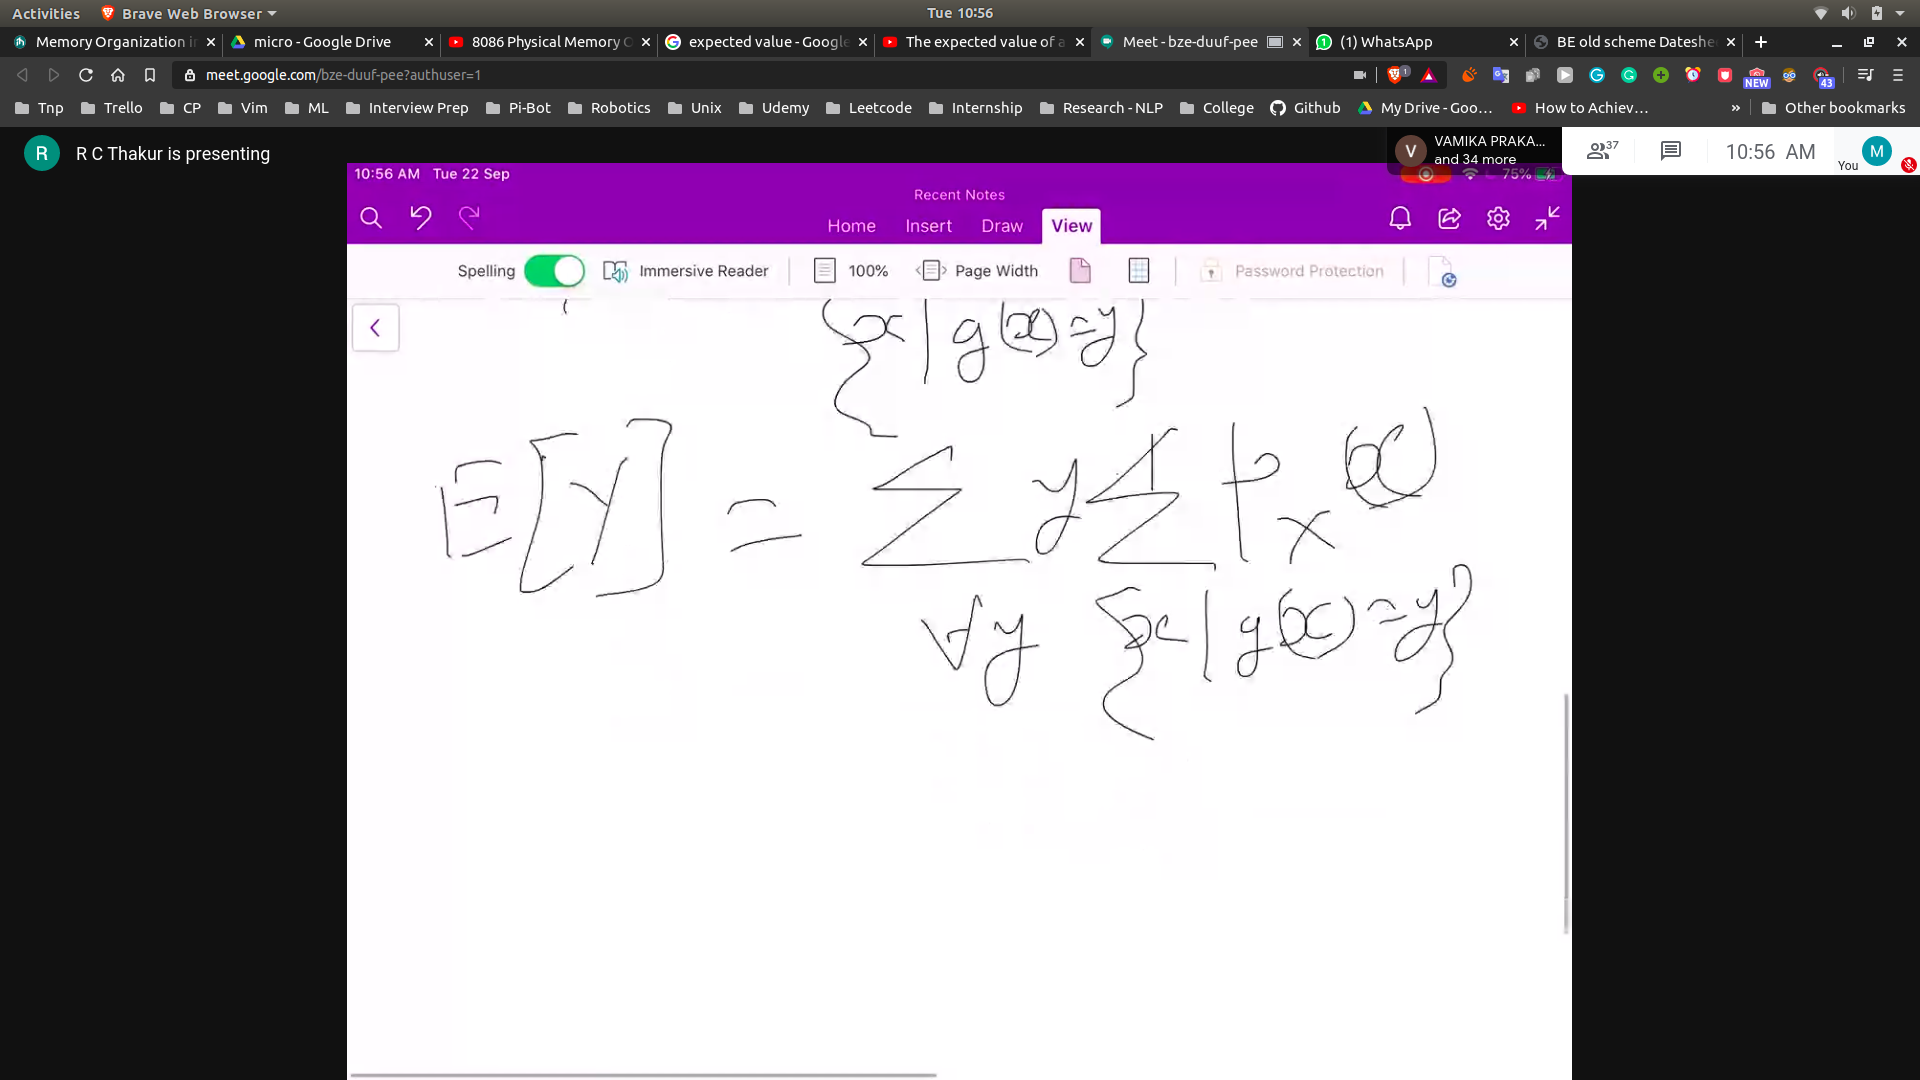 Activities Brave Web Browser Tue 10:56
Memory Organization i micro - Google Drive 8086 Physical Memory O expected value - Google The expected value of a Meet - bze-duuf-pee (1) WhatsApp BE old scheme Dateshe
meet.google.com/bze-duuf-pee?authuser=1 1 NEW 43
Tnp Trello CP Vim ML Interview Prep Pi-Bot Robotics Unix Udemy Leetcode Internship Research - NLP College Github My Drive - Goo... How to Achiev... » Other bookmarks
R R C Thakur is presenting
V VAMIKA PRAKA... and 34 more 37 10:56 AM You M
10:56 AM Tue 22 Sep 75%
Recent Notes
Home Insert Draw View
Spelling Immersive Reader 100% Page Width Password Protection
{x | g(x) = y}
E[Y] = Σ y Σ p_X(x)
∀y {x | g(x) = y}